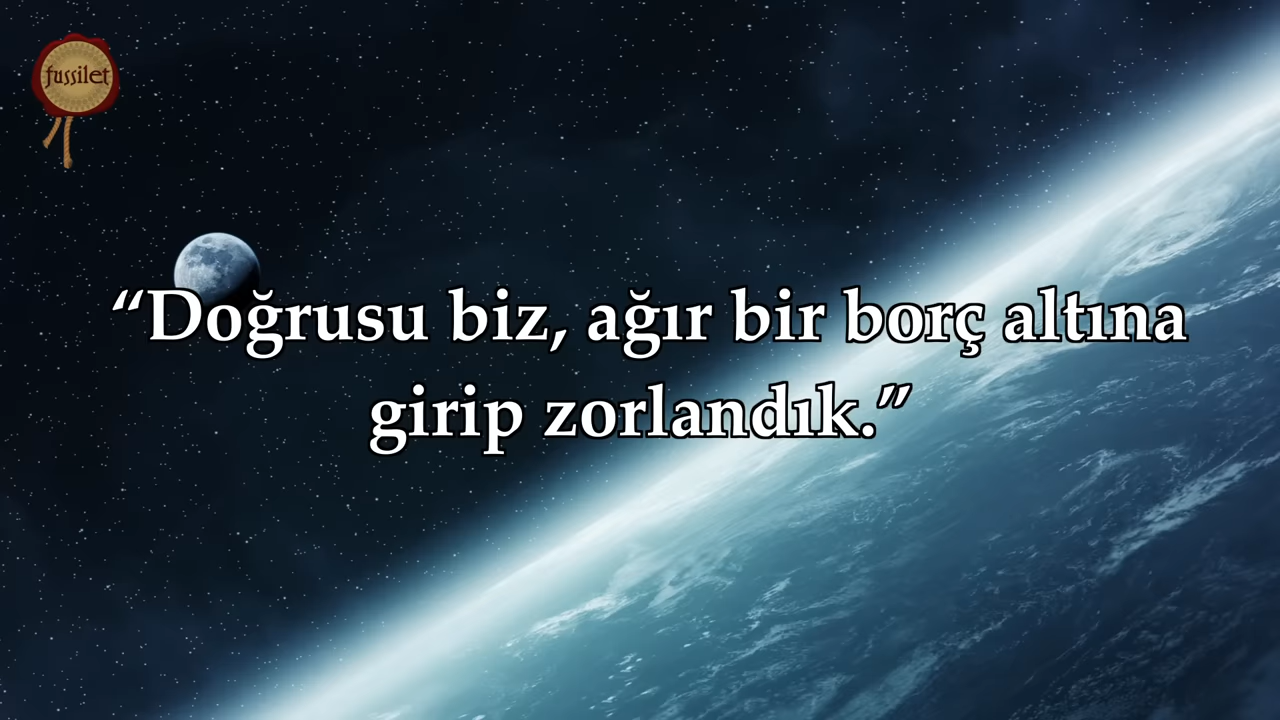 fussilet
“Doğrusu biz, ağır bir borç altına
girip zorlandık.”